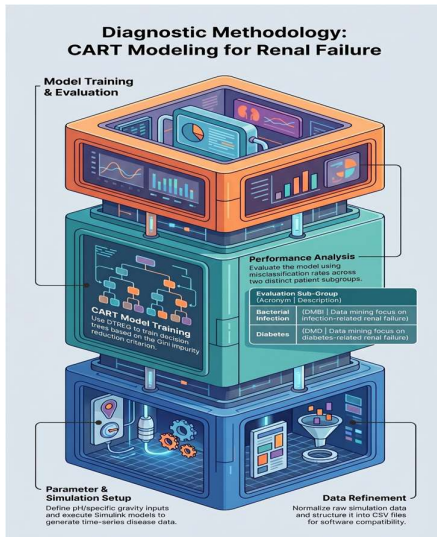 Diagnostic Methodology:
CART Modeling for Renal Failure
Model Training
& Evaluation
Performance Analysis
Evaluate the model using
misclassification rates across
two distinct patient subgroups.
Evaluation Sub-Group
(Acronym | Description)
Bacterial
Infection
(DMBI | Data mining focus on
infection-related renal failure)
Diabetes
(DMD | Data mining focus on
diabetes-related renal failure)
CART Model Training
Use DTREG to train decision
trees based on the Gini impurity
reduction criterion.
Parameter &
Simulation Setup
Define pH/specific gravity inputs
and execute Simulink models to
generate time-series disease data.
Data Refinement
Normalize raw simulation data
and structure it into CSV files
for software compatibility.